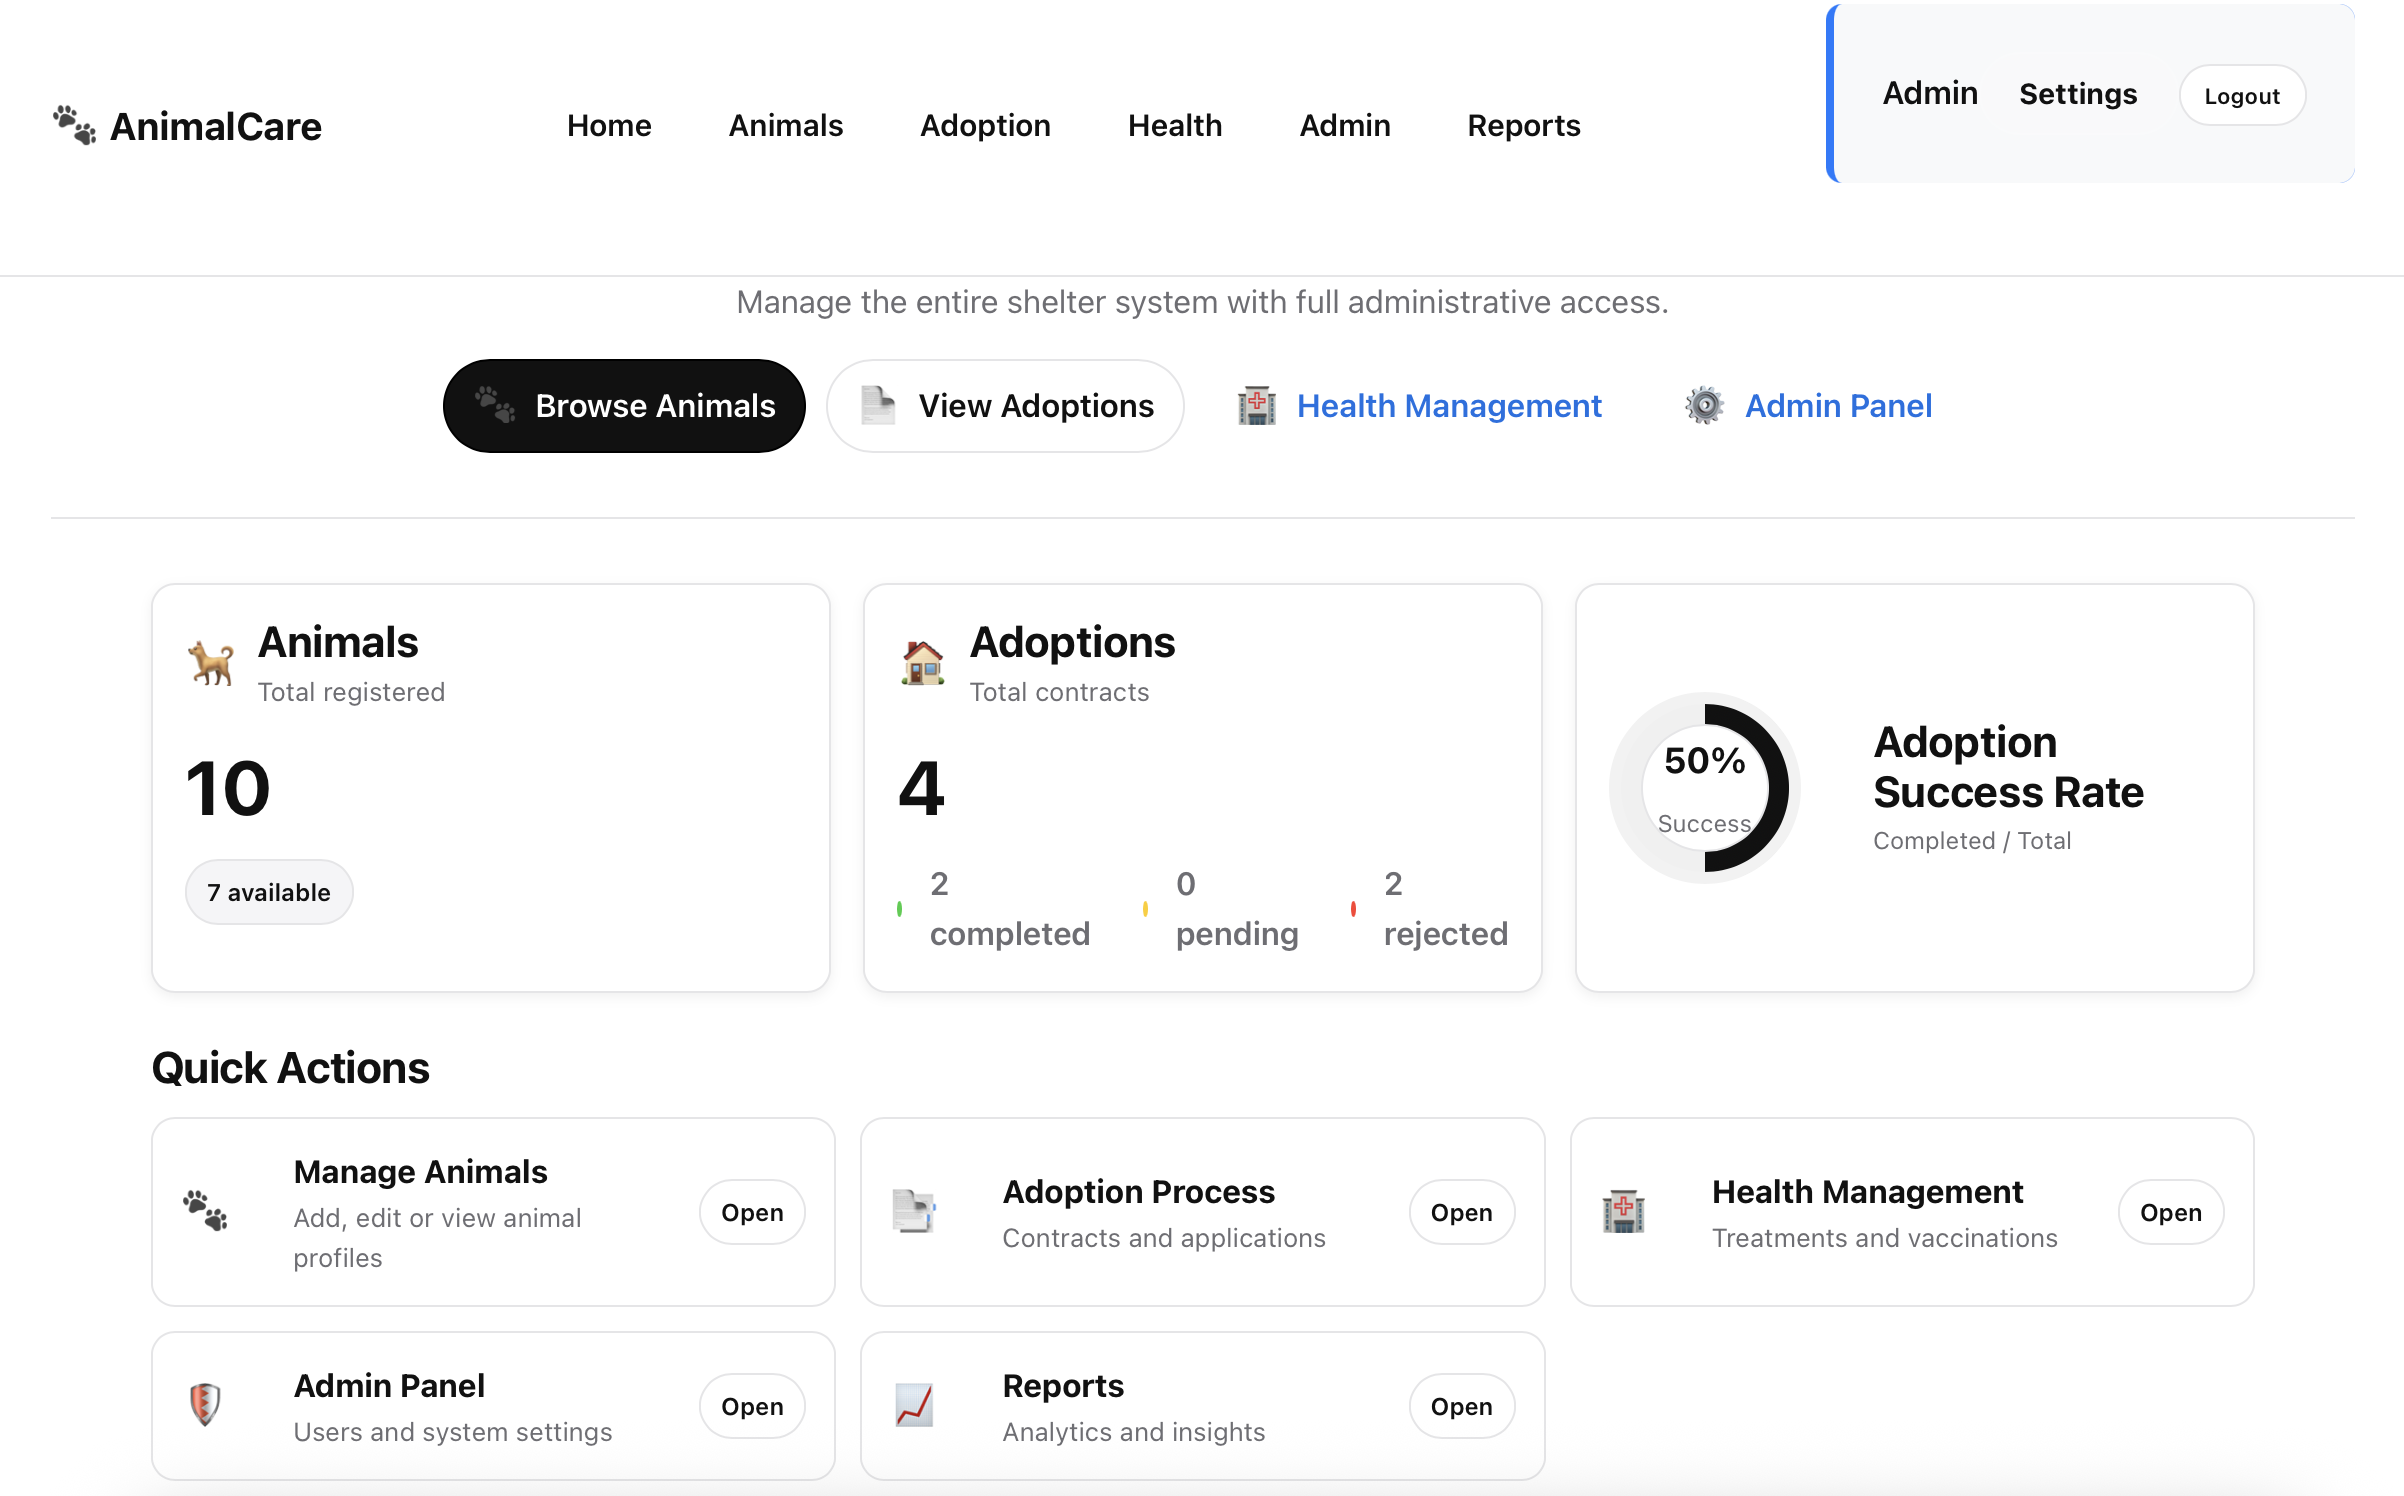 AnimalCare
Home
Animals
Adoption
Health
Admin
Reports
Admin
Settings
Logout
Manage the entire shelter system with full administrative access.
Browse Animals
View Adoptions
Health Management
Admin Panel
Animals
Total registered
10
7 available
Adoptions
Total contracts
4
2
completed
0
pending
2
rejected
50%
Success
Adoption
Success Rate
Completed / Total
Quick Actions
Manage Animals
Add, edit or view animal
profiles
Open
Adoption Process
Contracts and applications
Open
Health Management
Treatments and vaccinations
Open
Admin Panel
Users and system settings
Open
Reports
Analytics and insights
Open